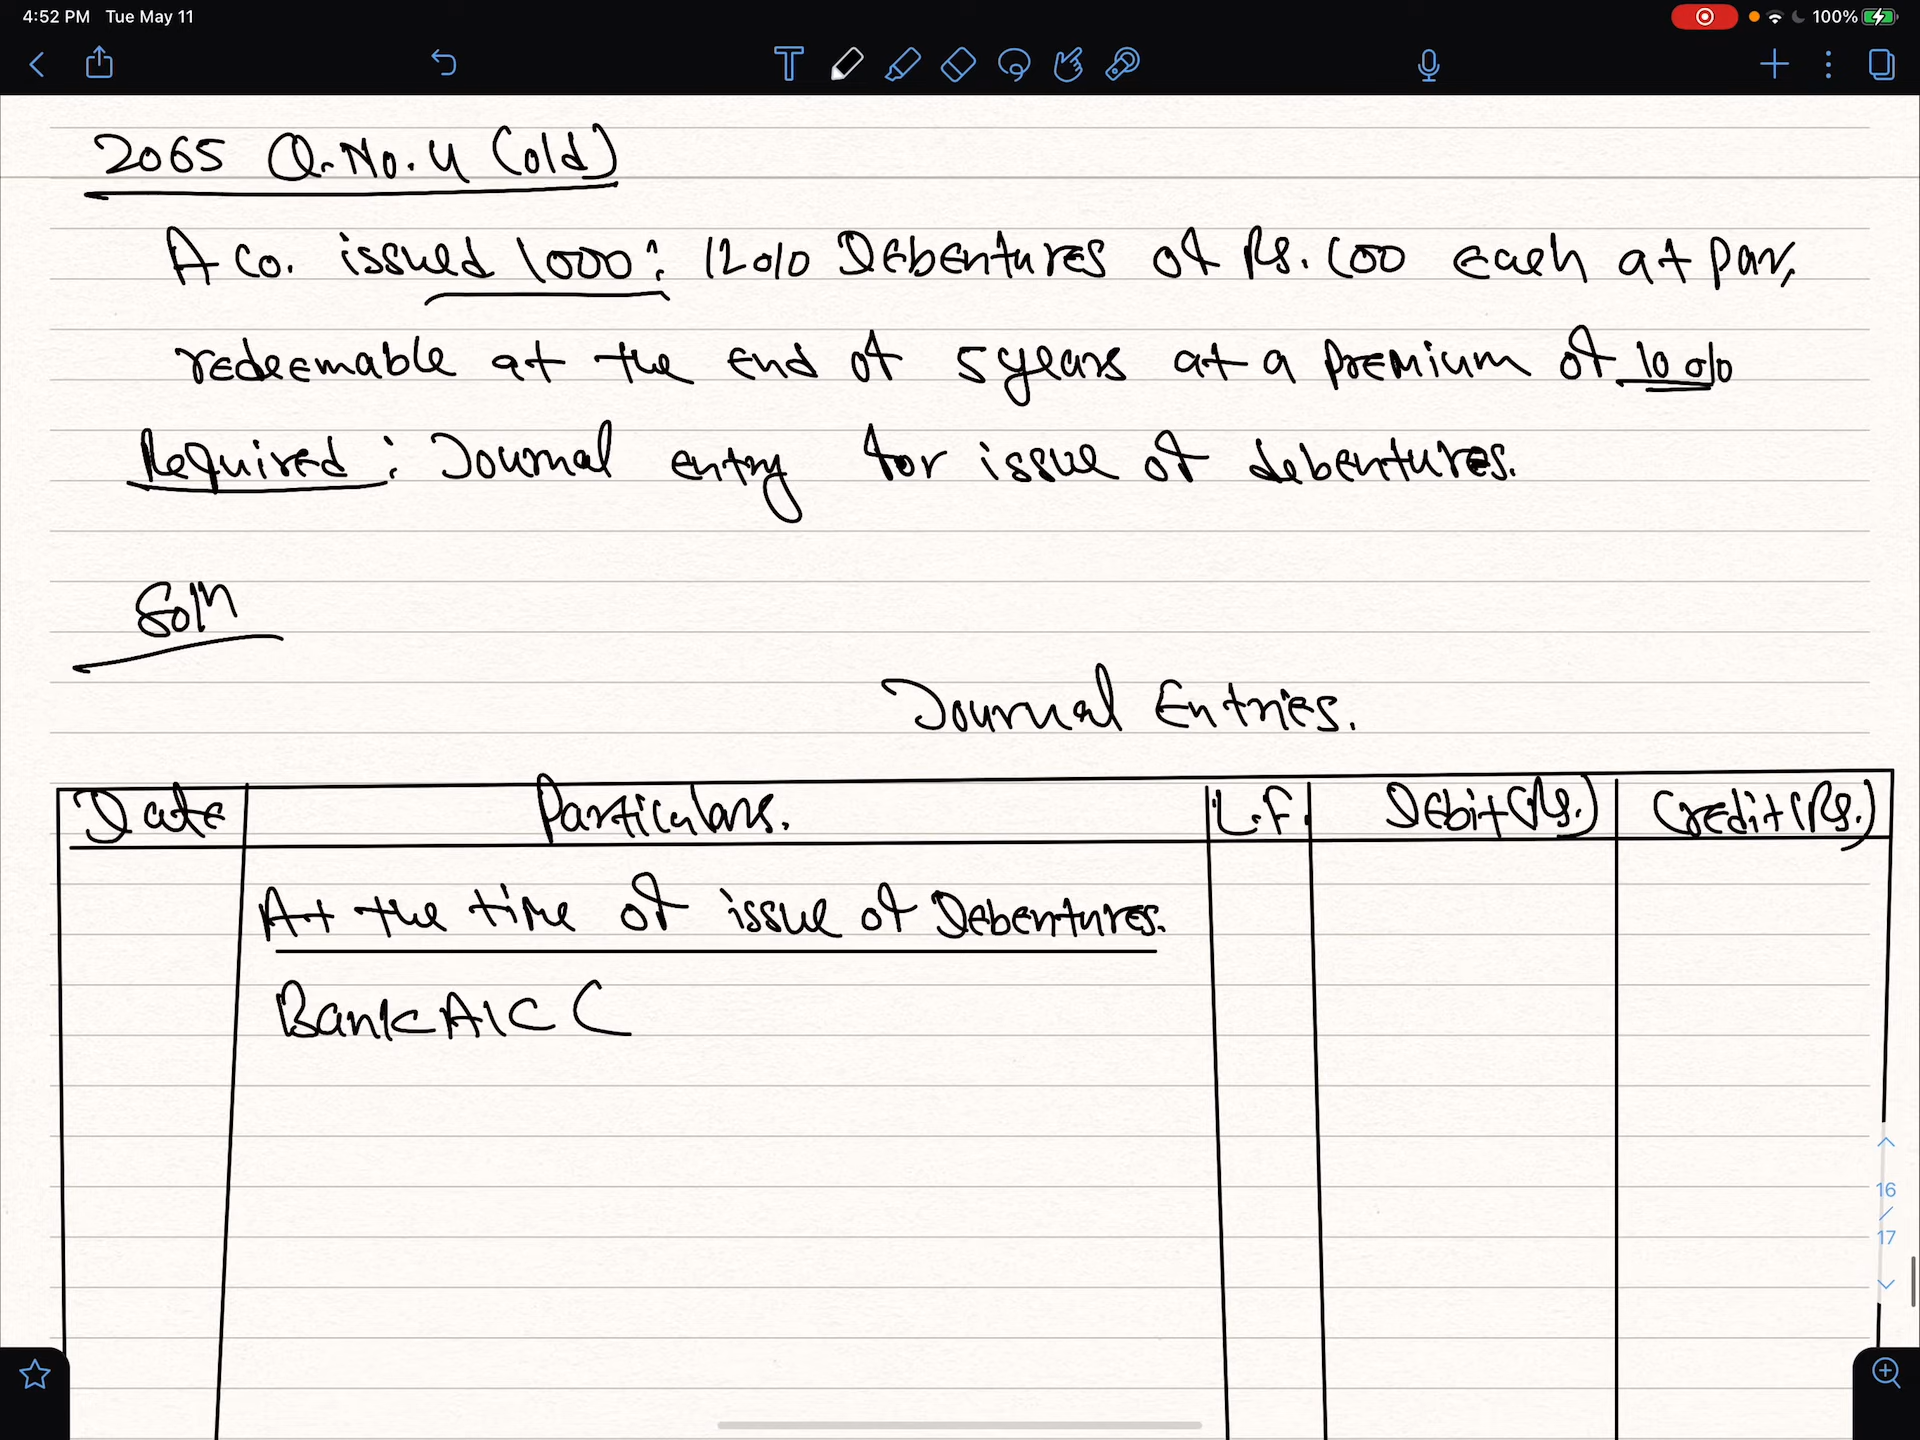 4:52 PM Tue May 11
100%
2065 Q.No.4 (old)
A co. issued 1000; 12% Debentures of Rs. 100 each at par,
redeemable at the end of 5 years at a premium of 10%
Required: Journal entry for issue of debentures.
Soln
Journal Entries.
Date Particulars. L.F. Debit(Rs.) Credit(Rs.)
At the time of issue of Debentures.
Bank A/C (
16
/
17